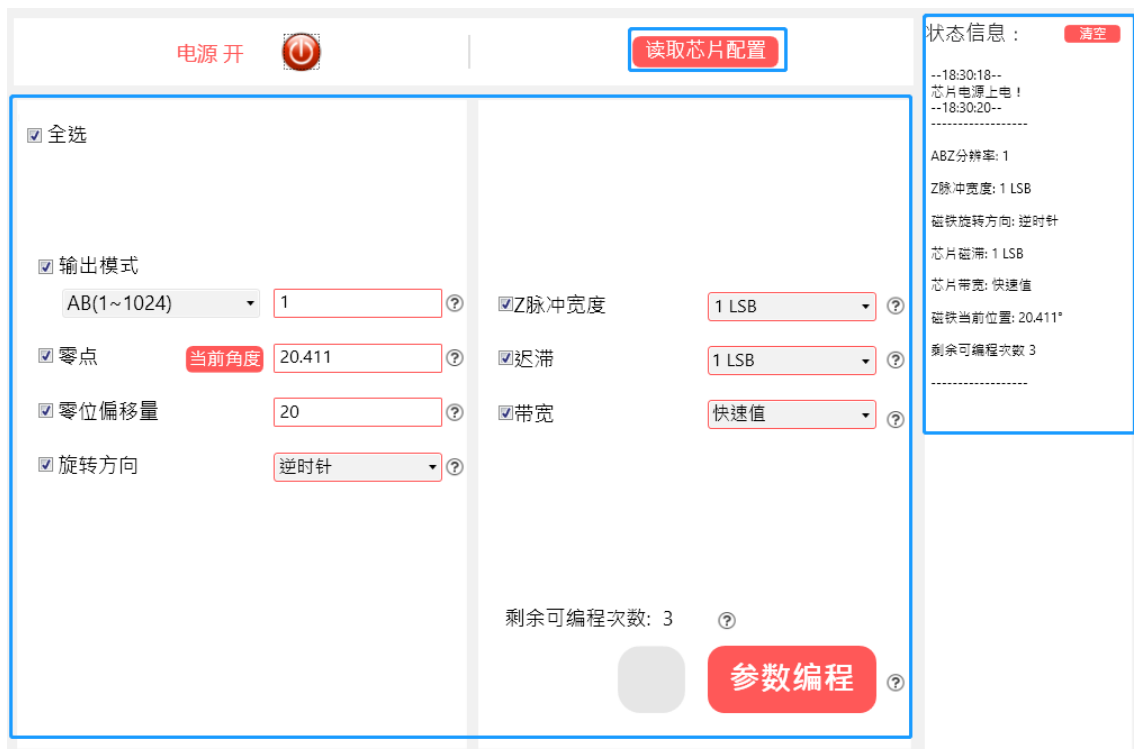 电源 开
读取芯片配置
全选
输出模式
AB(1~1024)
1
零点
当前角度
20.411
零位偏移量
20
旋转方向
逆时针
Z脉冲宽度
1 LSB
迟滞
1 LSB
带宽
快速值
剩余可编程次数: 3
参数编程
状态信息：
清空
--18:30:18--
芯片电源上电！
--18:30:20--
------------------
ABZ分辨率: 1
Z脉冲宽度: 1 LSB
磁铁旋转方向: 逆时针
芯片磁滞: 1 LSB
芯片带宽: 快速值
磁铁当前位置: 20.411°
剩余可编程次数 3
------------------